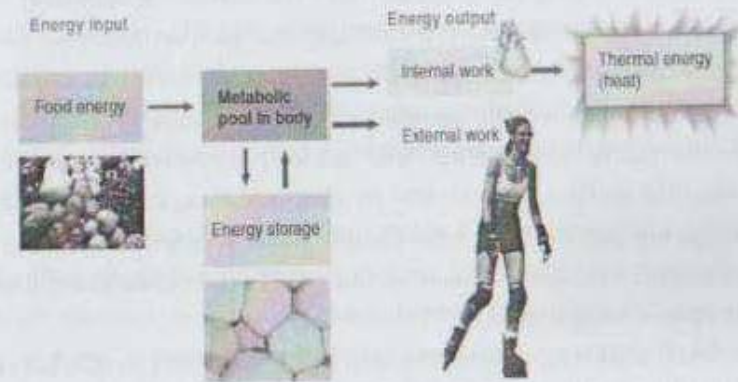 Energy input
Energy output
Food energy
Metabolic
pool in body
Internal work
Thermal energy
(heat)
External work
Energy storage